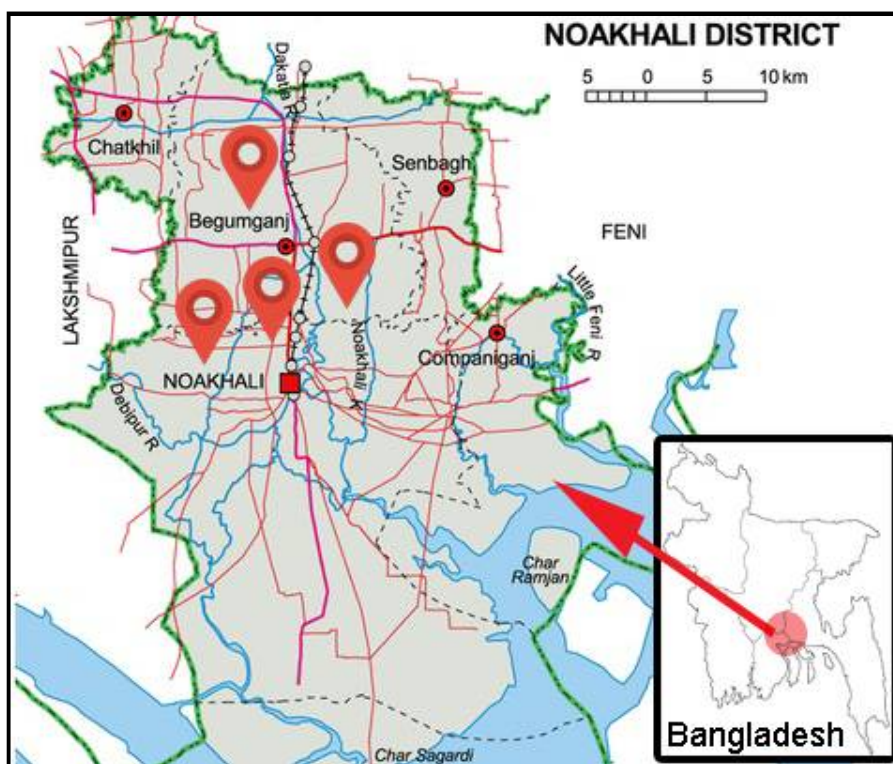 NOAKHALI DISTRICT
5 0 5 10 km
Dakatia R
Chatkhil
Senbagh
Begumganj
LAKSHMIPUR
FENI
Little Feni R
Companiganj
Noakhali K
NOAKHALI
Debipur R
Char
Ramjan
Char Sagardi
Bangladesh